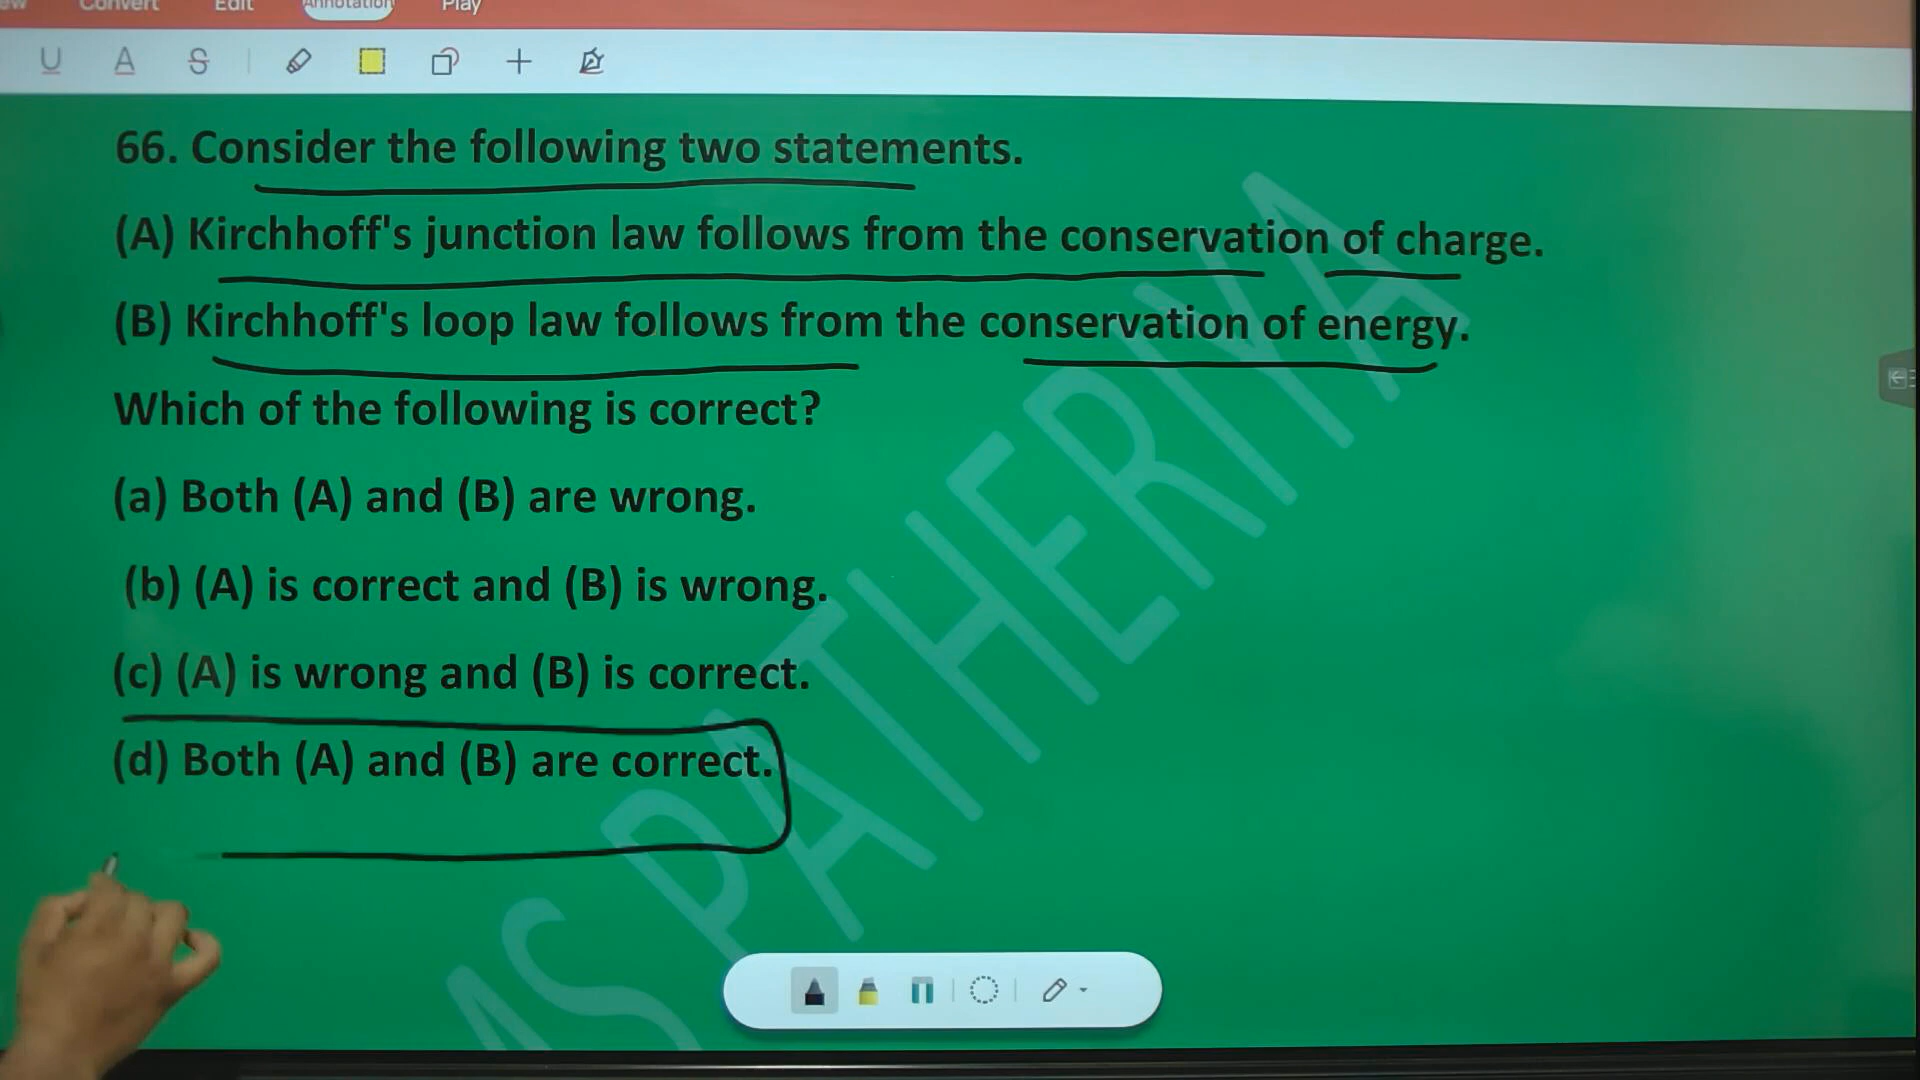 Convert Edit Annotation Play
66. Consider the following two statements.
(A) Kirchhoff's junction law follows from the conservation of charge.
(B) Kirchhoff's loop law follows from the conservation of energy.
Which of the following is correct?
(a) Both (A) and (B) are wrong.
(b) (A) is correct and (B) is wrong.
(c) (A) is wrong and (B) is correct.
(d) Both (A) and (B) are correct.
PATHERIYA